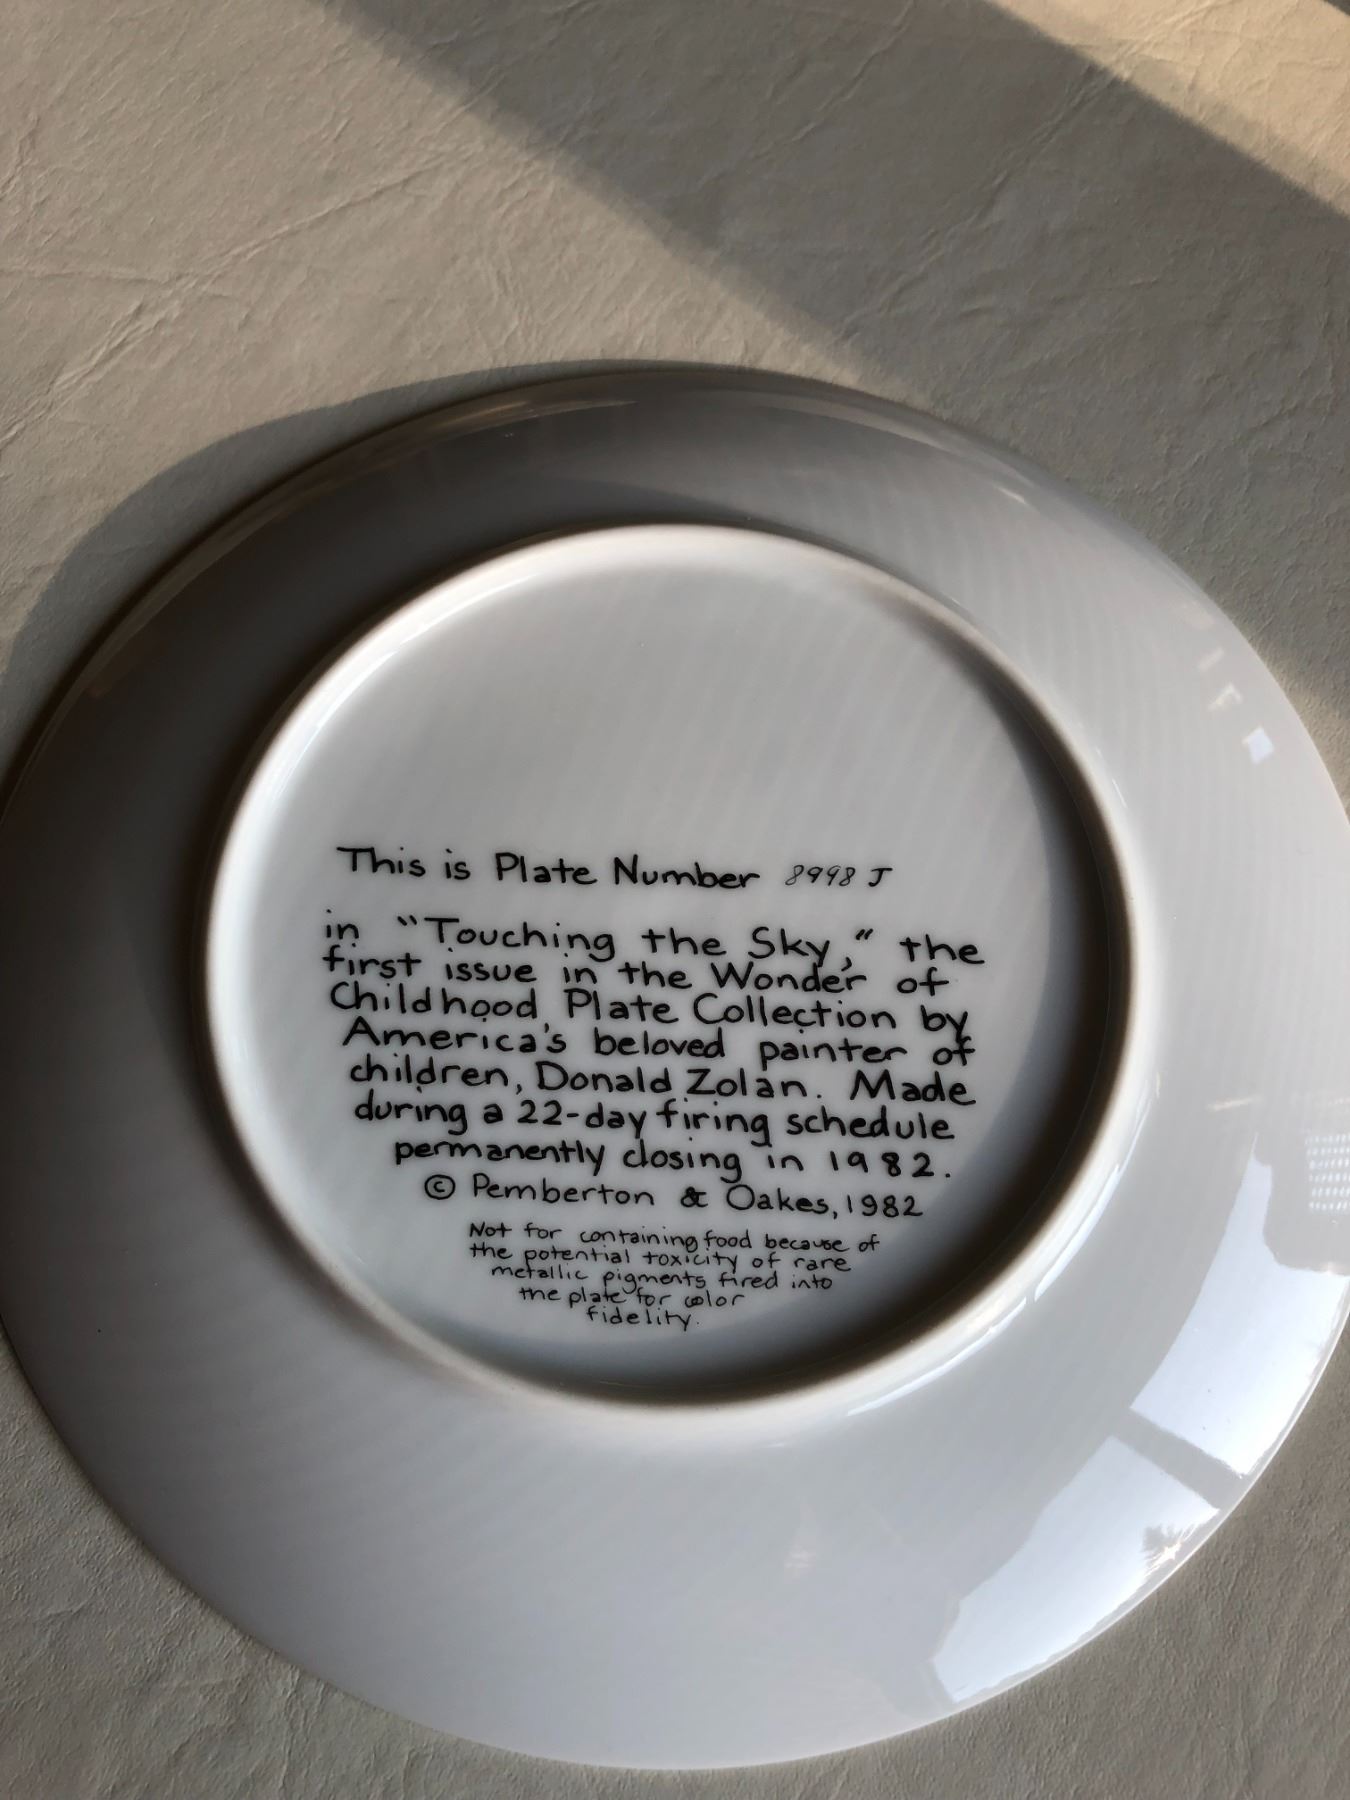 This is Plate Number 8998 J
in "Touching the Sky," the
first issue in the Wonder of
Childhood Plate Collection by
America's beloved painter of
children, Donald Zolan. Made
during a 22-day firing schedule
permanently closing in 1982.
© Pemberton & Oakes, 1982
Not for containing food because of
the potential toxicity of rare
metallic pigments fired into
the plate for color
fidelity.